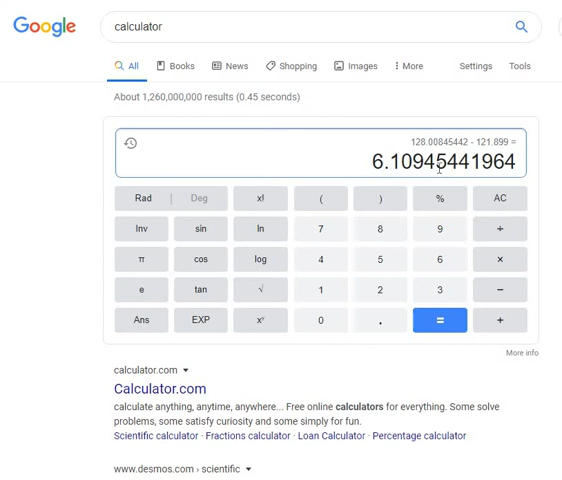 Google calculator
All Books News Shopping Images More Settings Tools
About 1,260,000,000 results (0.45 seconds)
128.00845442 - 121.899 =
6.10945441964
Rad | Deg x! ( ) % AC
Inv sin ln 7 8 9 ÷
π cos log 4 5 6 ×
e tan √ 1 2 3 −
Ans EXP xʸ 0 . = +
More info
calculator.com
Calculator.com
calculate anything, anytime, anywhere... Free online calculators for everything. Some solve
problems, some satisfy curiosity and some simply for fun.
Scientific calculator · Fractions calculator · Loan Calculator · Percentage calculator
www.desmos.com › scientific